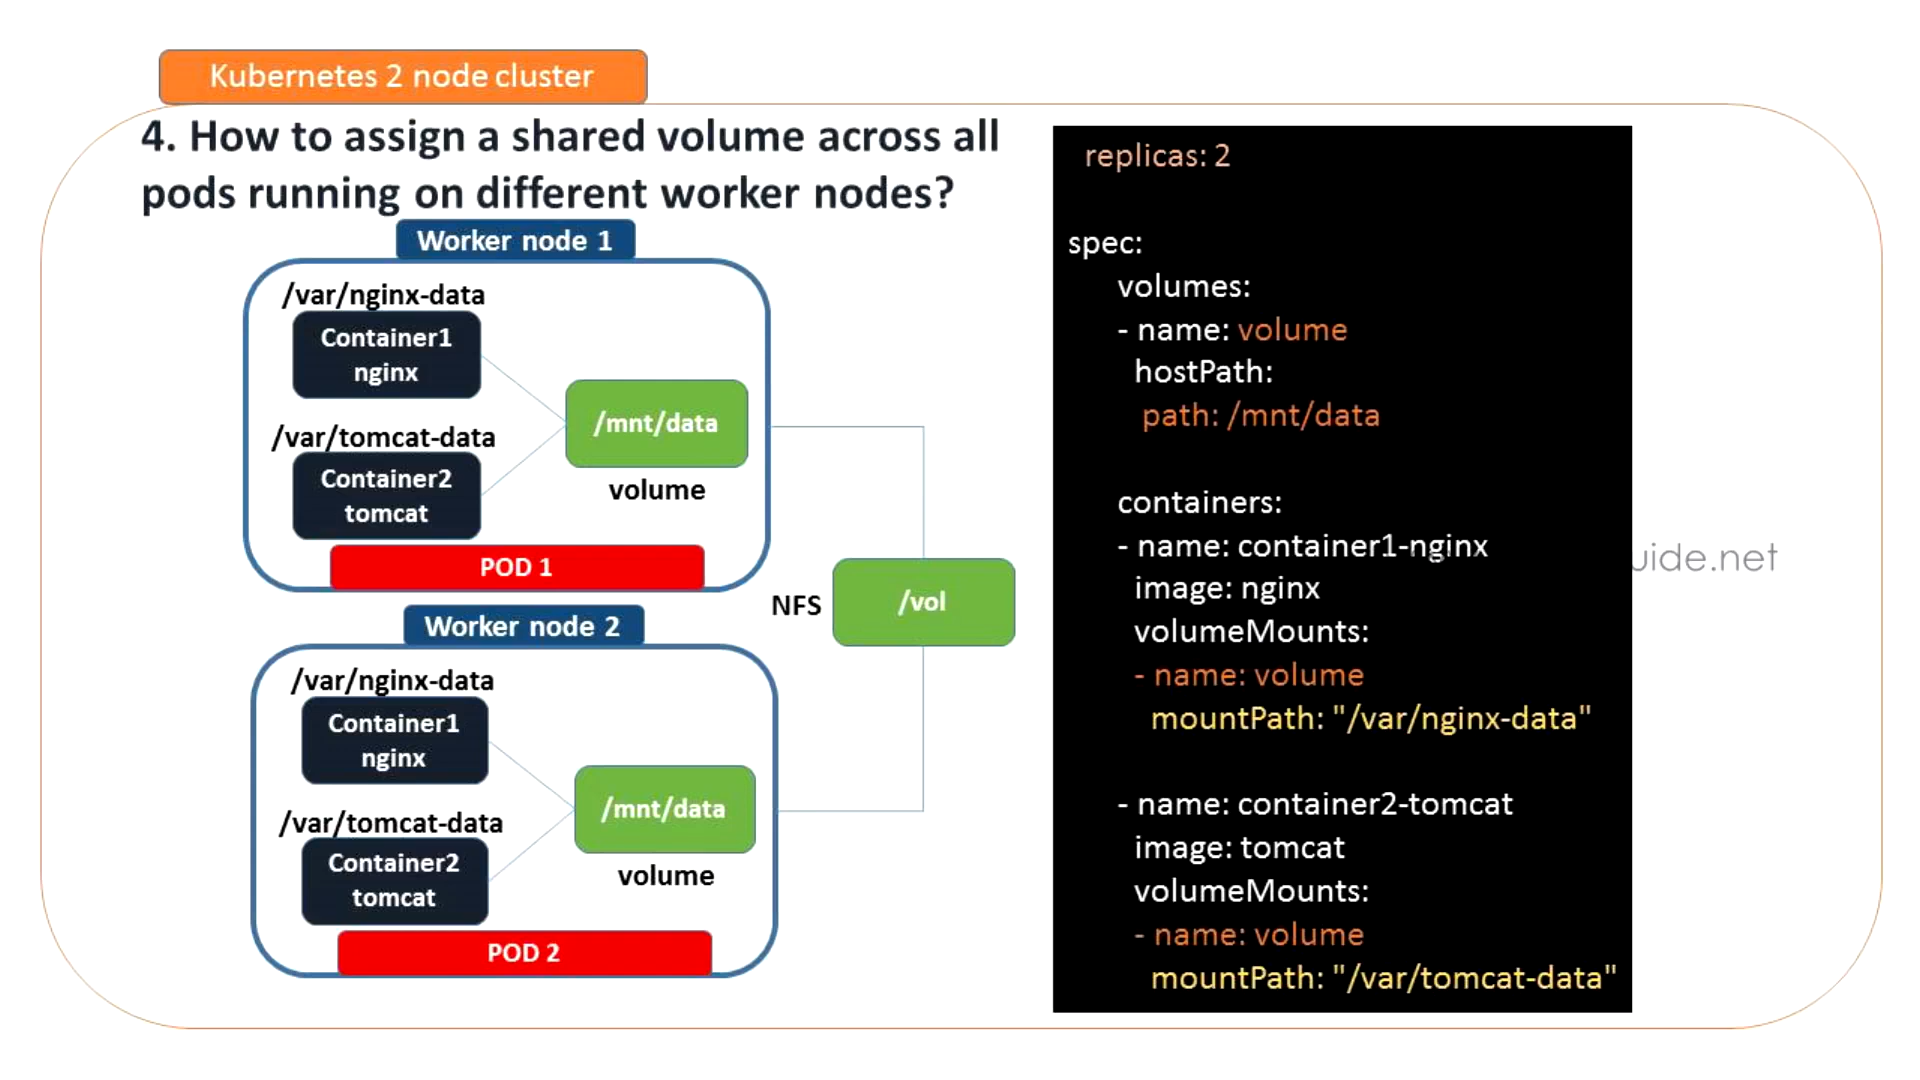 Kubernetes 2 node cluster
4. How to assign a shared volume across all
pods running on different worker nodes?
Worker node 1
/var/nginx-data
Container1
nginx
/var/tomcat-data
Container2
tomcat
/mnt/data
volume
POD 1
Worker node 2
/var/nginx-data
Container1
nginx
/var/tomcat-data
Container2
tomcat
/mnt/data
volume
POD 2
NFS
/vol
replicas: 2
spec:
volumes:
- name: volume
hostPath:
path: /mnt/data
containers:
- name: container1-nginx
image: nginx
volumeMounts:
- name: volume
mountPath: "/var/nginx-data"
- name: container2-tomcat
image: tomcat
volumeMounts:
- name: volume
mountPath: "/var/tomcat-data"
uide.net